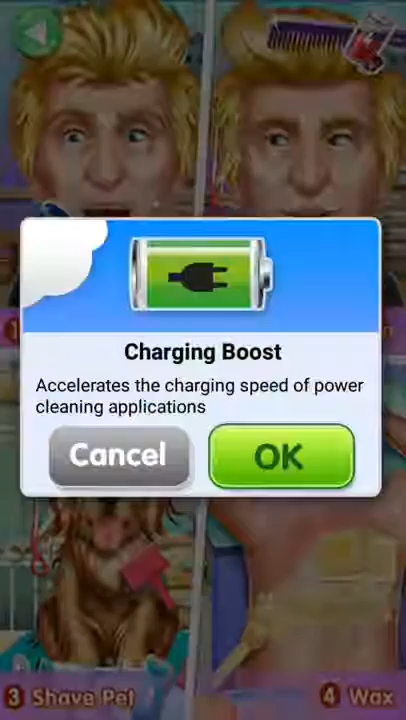 Charging Boost
Accelerates the charging speed of power
cleaning applications
Cancel
OK
3 Shave Pet
4 Wax